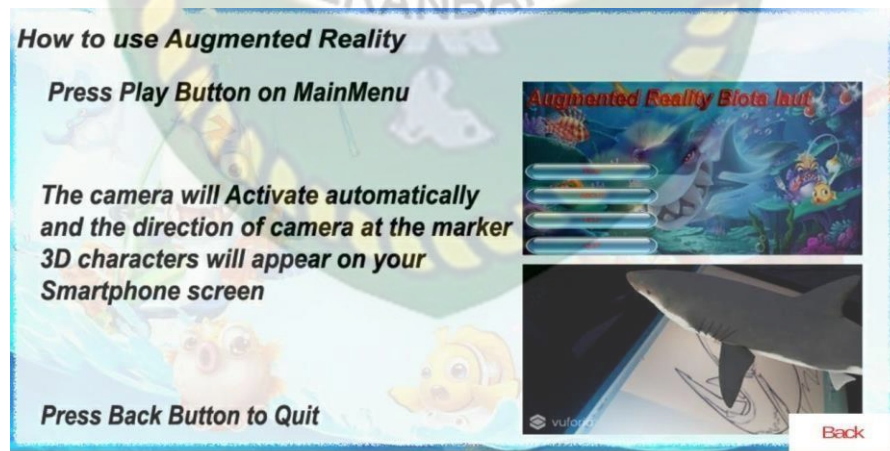 How to use Augmented Reality
Press Play Button on MainMenu
Augmented Reality Biota laut
The camera will Activate automatically
and the direction of camera at the marker
3D characters will appear on your
Smartphone screen
vuforia
Press Back Button to Quit
Back